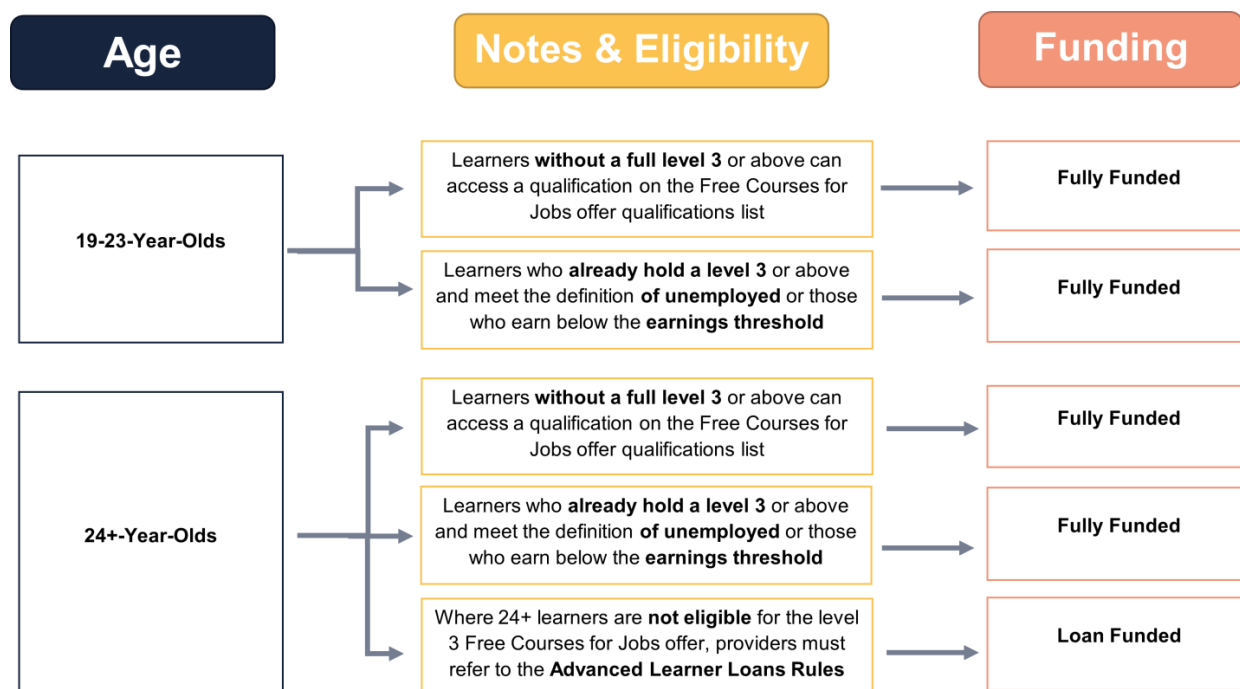 Age
Notes & Eligibility
Funding
19-23-Year-Olds
Learners without a full level 3 or above can
access a qualification on the Free Courses for
Jobs offer qualifications list
Fully Funded
Learners who already hold a level 3 or above
and meet the definition of unemployed or those
who earn below the earnings threshold
Fully Funded
24+-Year-Olds
Learners without a full level 3 or above can
access a qualification on the Free Courses for
Jobs offer qualifications list
Fully Funded
Learners who already hold a level 3 or above
and meet the definition of unemployed or those
who earn below the earnings threshold
Fully Funded
Where 24+ learners are not eligible for the level
3 Free Courses for Jobs offer, providers must
refer to the Advanced Learner Loans Rules
Loan Funded